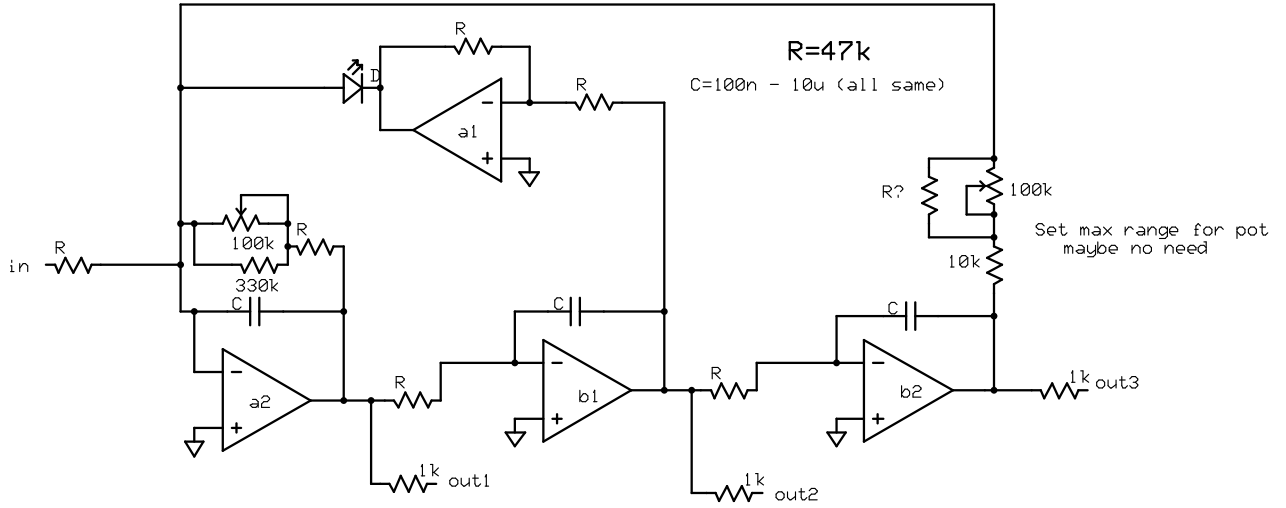 R
R=47k
D
R
C=100n - 10u (all same)
a1
R?
100k
R
100k
Set max range for pot
maybe no need
R
in
330k
10k
C
C
C
R
R
a2
b1
b2
1k
out3
1k
out1
1k
out2